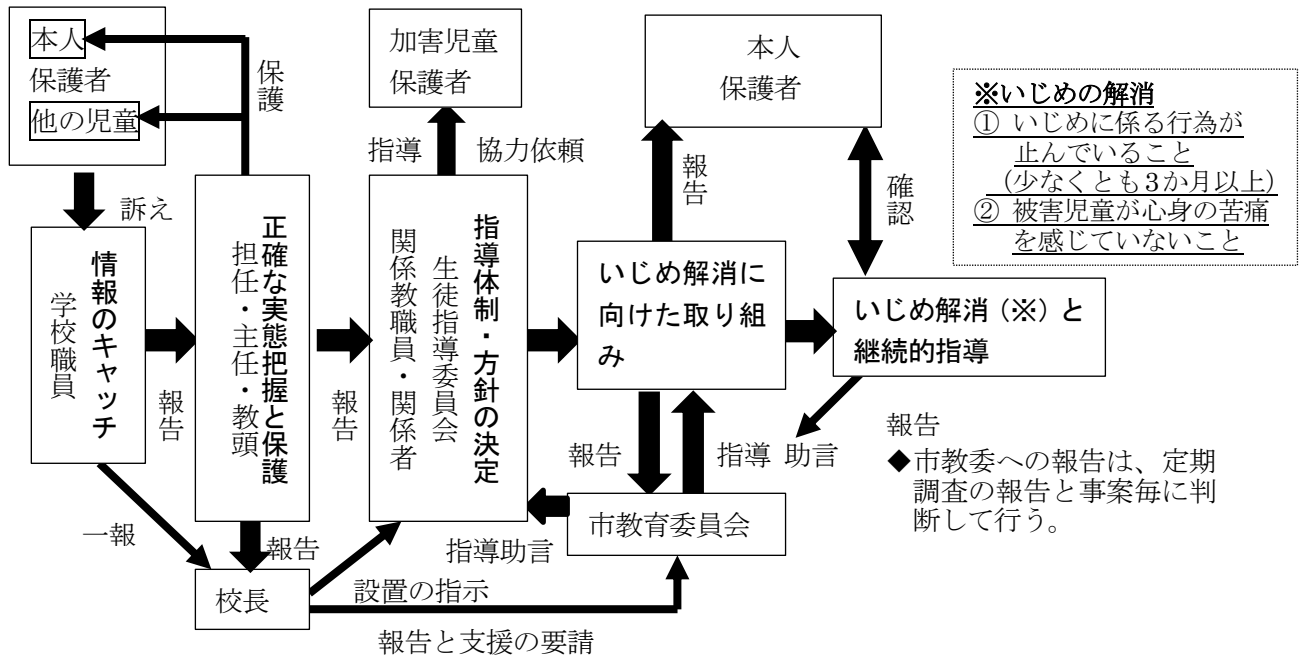 本人
保護者
他の児童
保護
訴え
情報のキャッチ
学校職員
報告
一報
正確な実態把握と保護
担任・主任・教頭
報告
報告
校長
加害児童
保護者
指導
協力依頼
指導体制・方針の決定
生徒指導委員会
関係教職員・関係者
設置の指示
報告と支援の要請
指導助言
本人
保護者
報告
確認
いじめ解消に
向けた取り組
み
報告
指導 助言
市教育委員会
いじめ解消（※）と
継続的指導
※いじめの解消
① いじめに係る行為が
止んでいること
（少なくとも３か月以上）
② 被害児童が心身の苦痛
を感じていないこと
報告
◆市教委への報告は、定期
調査の報告と事案毎に判
断して行う。